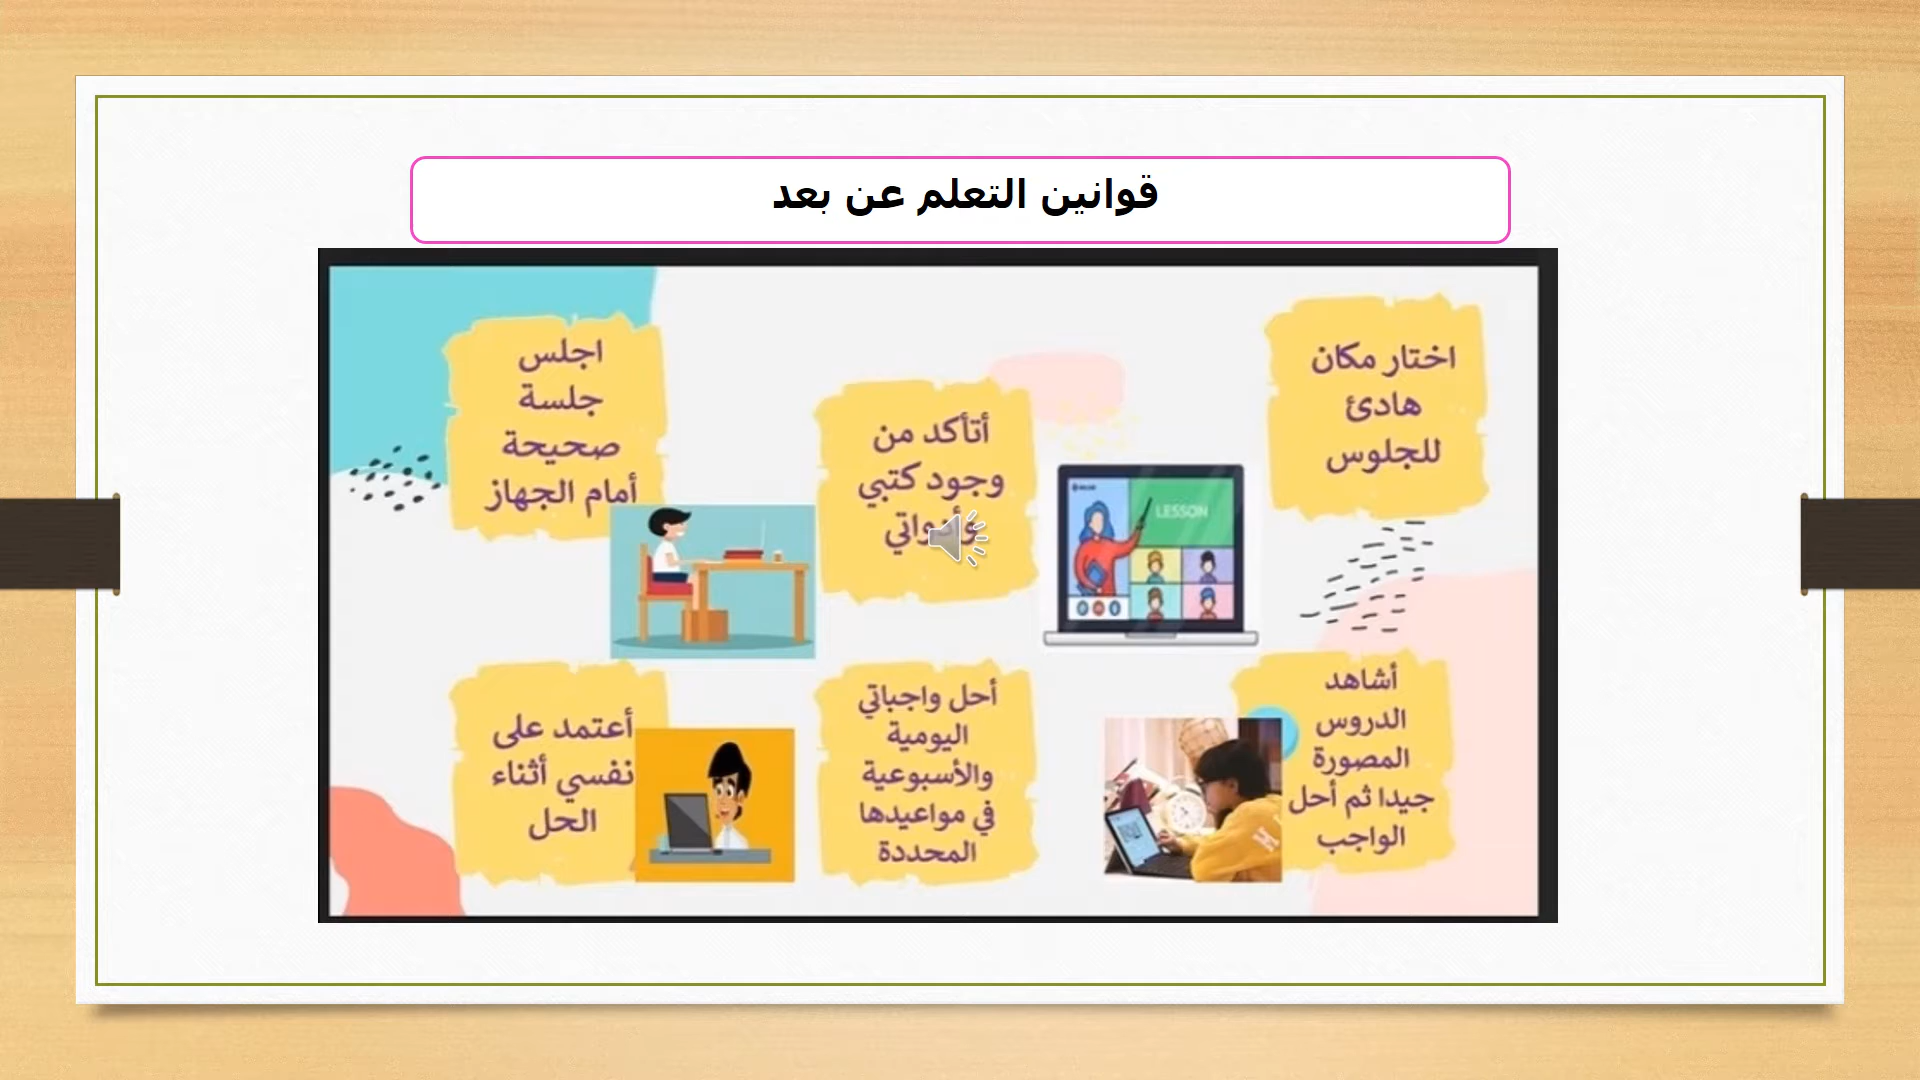 قوانين التعلم عن بعد
اختار مكان
هادئ
للجلوس
أتأكد من
وجود كتبي
وأدواتي
اجلس
جلسة
صحيحة
أمام الجهاز
LESSON
أشاهد
الدروس
المصورة
جيدا ثم أحل
الواجب
أحل واجباتي
اليومية
والأسبوعية
في مواعيدها
المحددة
أعتمد على
نفسي أثناء
الحل